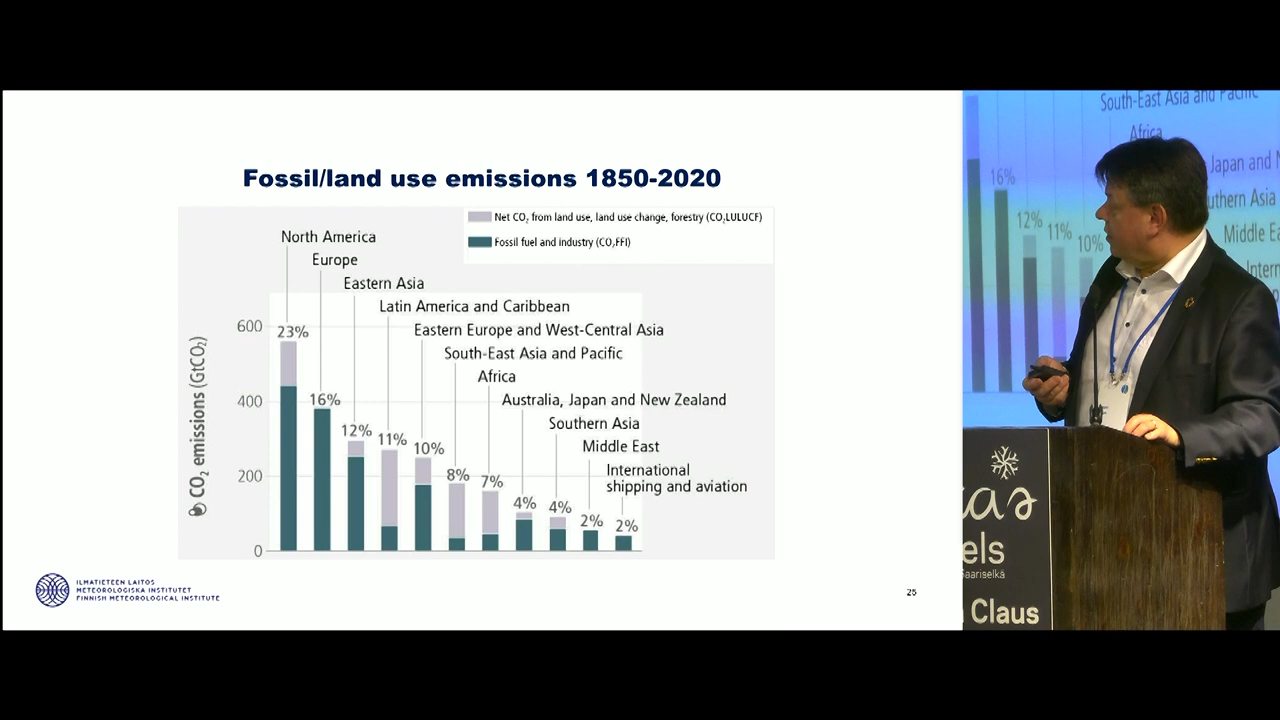 Fossil/land use emissions 1850-2020
Net CO₂ from land use, land use change, forestry (CO₂LULUCF)
Fossil fuel and industry (CO₂FFI)
North America
Europe
Eastern Asia
Latin America and Caribbean
Eastern Europe and West-Central Asia
South-East Asia and Pacific
Africa
Australia, Japan and New Zealand
Southern Asia
Middle East
International
shipping and aviation
CO₂ emissions (GtCO₂)
600
400
200
0
23%
16%
12%
11%
10%
8%
7%
4%
4%
2%
2%
ILMATIETEEN LAITOS
METEOROLOGISKA INSTITUTET
FINNISH METEOROLOGICAL INSTITUTE
25
South-East Asia and Pacific
Africa
Japan and
16%
12%
11%
10%
Middle
Saariselkä
Claus